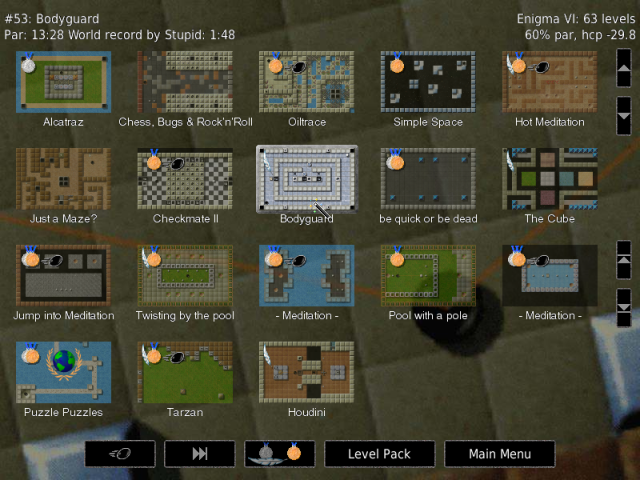 #53: Bodyguard
Enigma VI: 63 levels
Par: 13:28 World record by Stupid: 1:48
60% par, hcp -29.8
Alcatraz
Chess, Bugs & Rock'n'Roll
Oiltrace
Simple Space
Hot Meditation
Just a Maze?
Checkmate II
Bodyguard
be quick or be dead
The Cube
Jump into Meditation
Twisting by the pool
- Meditation -
Pool with a pole
- Meditation -
Puzzle Puzzles
Tarzan
Houdini
Level Pack
Main Menu